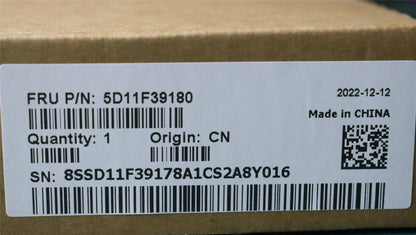 FRU P/N: 5D11F39180
2022-12-12
Made in CHINA
Quantity: 1 Origin: CN
SN: 8SSD11F39178A1CS2A8Y016